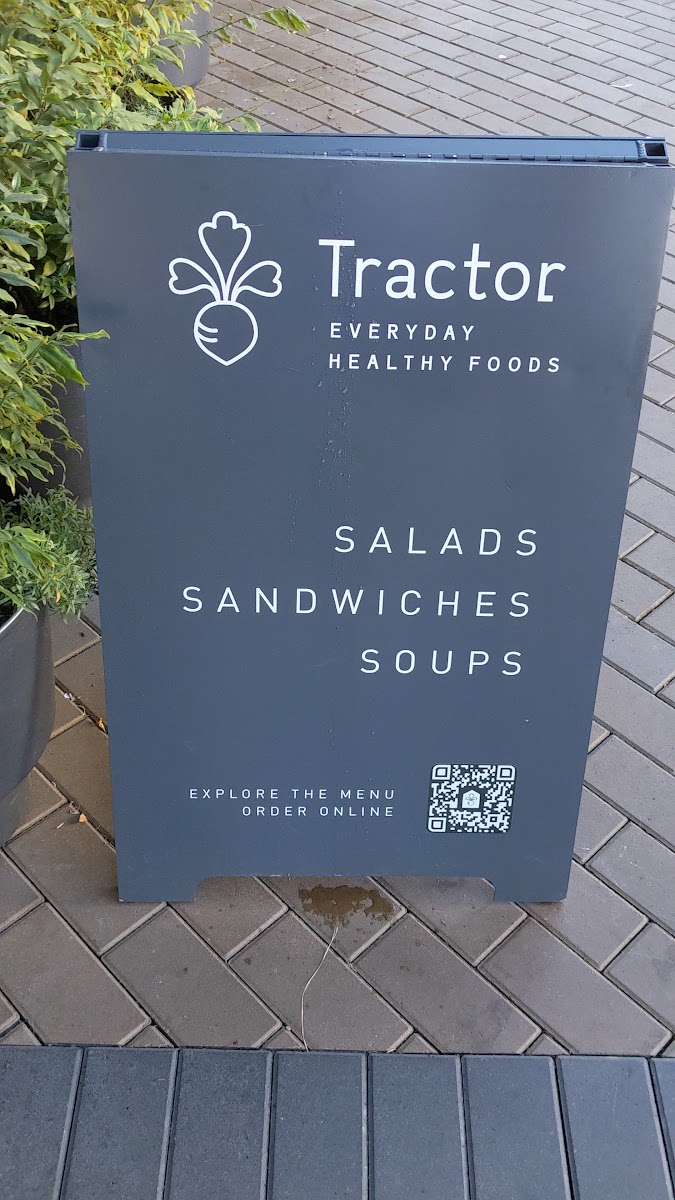 Tractor
EVERYDAY
HEALTHY FOODS
SALADS
SANDWICHES
SOUPS
EXPLORE THE MENU
ORDER ONLINE